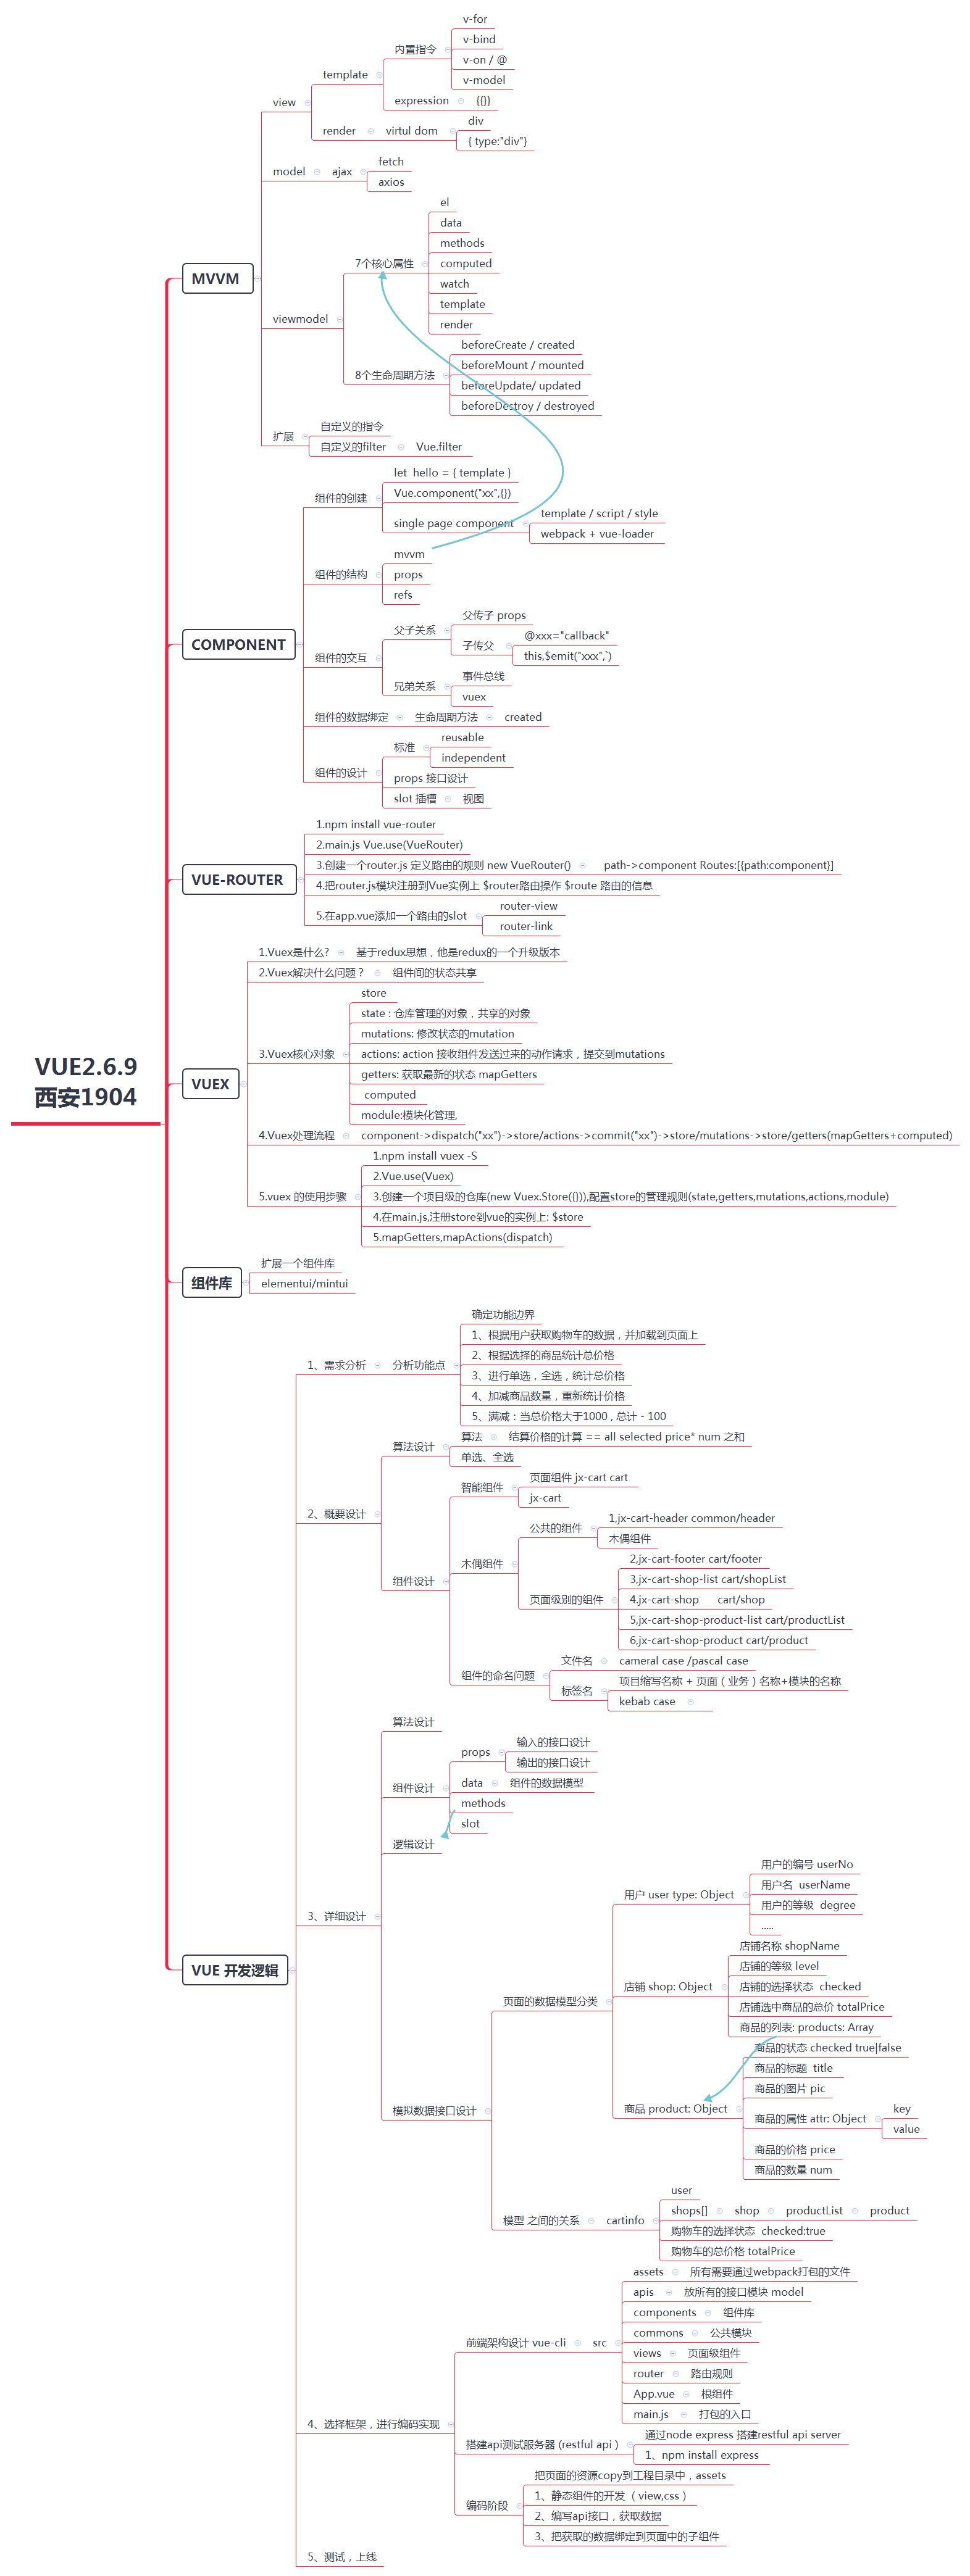 VUE2.6.9
西安1904
MVVM
view
template
内置指令
v-for
v-bind
v-on / @
v-model
expression
{{}}
render
virtul dom
div
{ type:"div"}
model
ajax
fetch
axios
viewmodel
7个核心属性
el
data
methods
computed
watch
template
render
8个生命周期方法
beforeCreate / created
beforeMount / mounted
beforeUpdate/ updated
beforeDestroy / destroyed
扩展
自定义的指令
自定义的filter
Vue.filter
COMPONENT
组件的创建
let hello = { template }
Vue.component("xx",{})
single page component
template / script / style
webpack + vue-loader
组件的结构
mvvm
props
refs
组件的交互
父子关系
父传子 props
子传父
@xxx="callback"
this,$emit("xxx",`)
兄弟关系
事件总线
vuex
组件的数据绑定
生命周期方法
created
组件的设计
标准
reusable
independent
props 接口设计
slot 插槽
视图
VUE-ROUTER
1.npm install vue-router
2.main.js Vue.use(VueRouter)
3.创建一个router.js 定义路由的规则 new VueRouter()
path->component Routes:[{path:component}]
4.把router.js模块注册到Vue实例上 $router路由操作 $route 路由的信息
5.在app.vue添加一个路由的slot
router-view
router-link
VUEX
1.Vuex是什么?
基于redux思想，他是redux的一个升级版本
2.Vuex解决什么问题？
组件间的状态共享
3.Vuex核心对象
store
state : 仓库管理的对象，共享的对象
mutations: 修改状态的mutation
actions: action 接收组件发送过来的动作请求，提交到mutations
getters: 获取最新的状态 mapGetters
computed
module:模块化管理,
4.Vuex处理流程
component->dispatch("xx")->store/actions->commit("xx")->store/mutations->store/getters(mapGetters+computed)
5.vuex 的使用步骤
1.npm install vuex -S
2.Vue.use(Vuex)
3.创建一个项目级的仓库(new Vuex.Store({})),配置store的管理规则(state,getters,mutations,actions,module)
4.在main.js,注册store到vue的实例上: $store
5.mapGetters,mapActions(dispatch)
组件库
扩展一个组件库
elementui/mintui
VUE 开发逻辑
1、需求分析
分析功能点
确定功能边界
1、根据用户获取购物车的数据，并加载到页面上
2、根据选择的商品统计总价格
3、进行单选，全选，统计总价格
4、加减商品数量，重新统计价格
5、满减：当总价格大于1000，总计 - 100
2、概要设计
算法设计
算法
结算价格的计算 == all selected price* num 之和
单选、全选
组件设计
智能组件
页面组件 jx-cart cart
jx-cart
木偶组件
公共的组件
1,jx-cart-header common/header
木偶组件
页面级别的组件
2,jx-cart-footer cart/footer
3,jx-cart-shop-list cart/shopList
4.jx-cart-shop cart/shop
5,jx-cart-shop-product-list cart/productList
6,jx-cart-shop-product cart/product
组件的命名问题
文件名
cameral case /pascal case
标签名
项目缩写名称 + 页面（业务）名称+模块的名称
kebab case
3、详细设计
算法设计
组件设计
props
输入的接口设计
输出的接口设计
data
组件的数据模型
methods
slot
逻辑设计
模拟数据接口设计
页面的数据模型分类
用户 user type: Object
用户的编号 userNo
用户名 userName
用户的等级 degree
.....
店铺 shop: Object
店铺名称 shopName
店铺的等级 level
店铺的选择状态 checked
店铺选中商品的总价 totalPrice
商品的列表: products: Array
商品 product: Object
商品的状态 checked true|false
商品的标题 title
商品的图片 pic
商品的属性 attr: Object
key
value
商品的价格 price
商品的数量 num
模型 之间的关系
cartinfo
user
shops[]
shop
productList
product
购物车的选择状态 checked:true
购物车的总价格 totalPrice
4、选择框架，进行编码实现
前端架构设计 vue-cli
src
assets
所有需要通过webpack打包的文件
apis
放所有的接口模块 model
components
组件库
commons
公共模块
views
页面级组件
router
路由规则
App.vue
根组件
main.js
打包的入口
搭建api测试服务器 (restful api )
通过node express 搭建restful api server
1、npm install express
编码阶段
把页面的资源copy到工程目录中，assets
1、静态组件的开发 （ view,css ）
2、编写api接口，获取数据
3、把获取的数据绑定到页面中的子组件
5、测试，上线